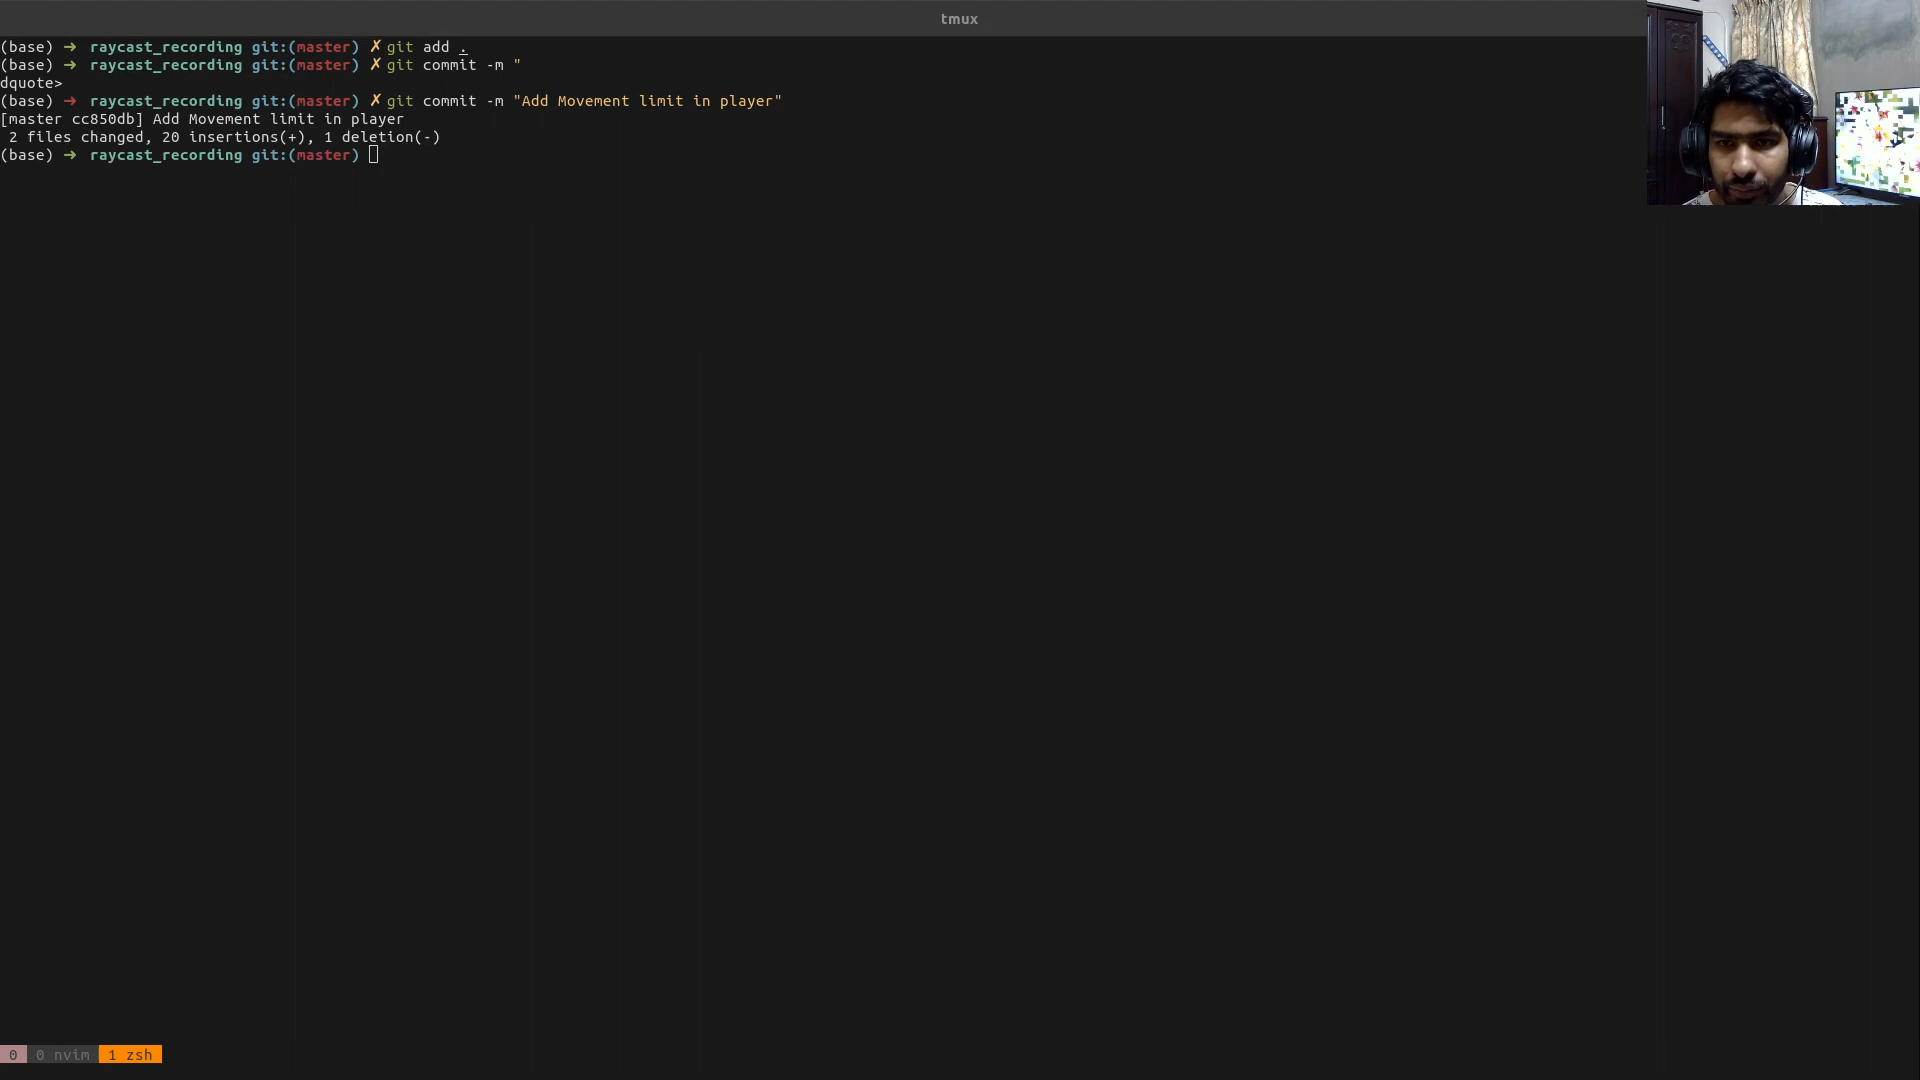 tmux
(base) ➜ raycast_recording git:(master) ✗ git add .
(base) ➜ raycast_recording git:(master) ✗ git commit -m "
dquote>
(base) ➜ raycast_recording git:(master) ✗ git commit -m "Add Movement limit in player"
[master cc850db] Add Movement limit in player
2 files changed, 20 insertions(+), 1 deletion(-)
(base) ➜ raycast_recording git:(master)
0 0 nvim 1 zsh